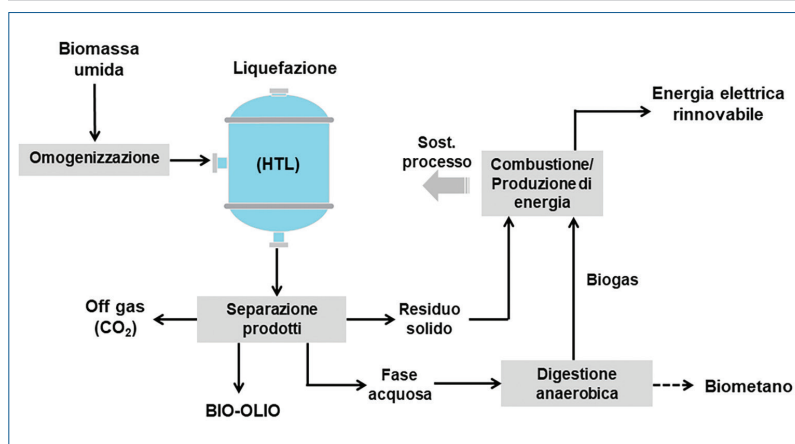 Biomassa
umida
Liquefazione
Omogenizzazione
(HTL)
Sost.
processo
Combustione/
Produzione di
energia
Energia elettrica
rinnovabile
Off gas
(CO₂)
Separazione
prodotti
Residuo
solido
Biogas
BIO-OLIO
Fase
acquosa
Digestione
anaerobica
Biometano